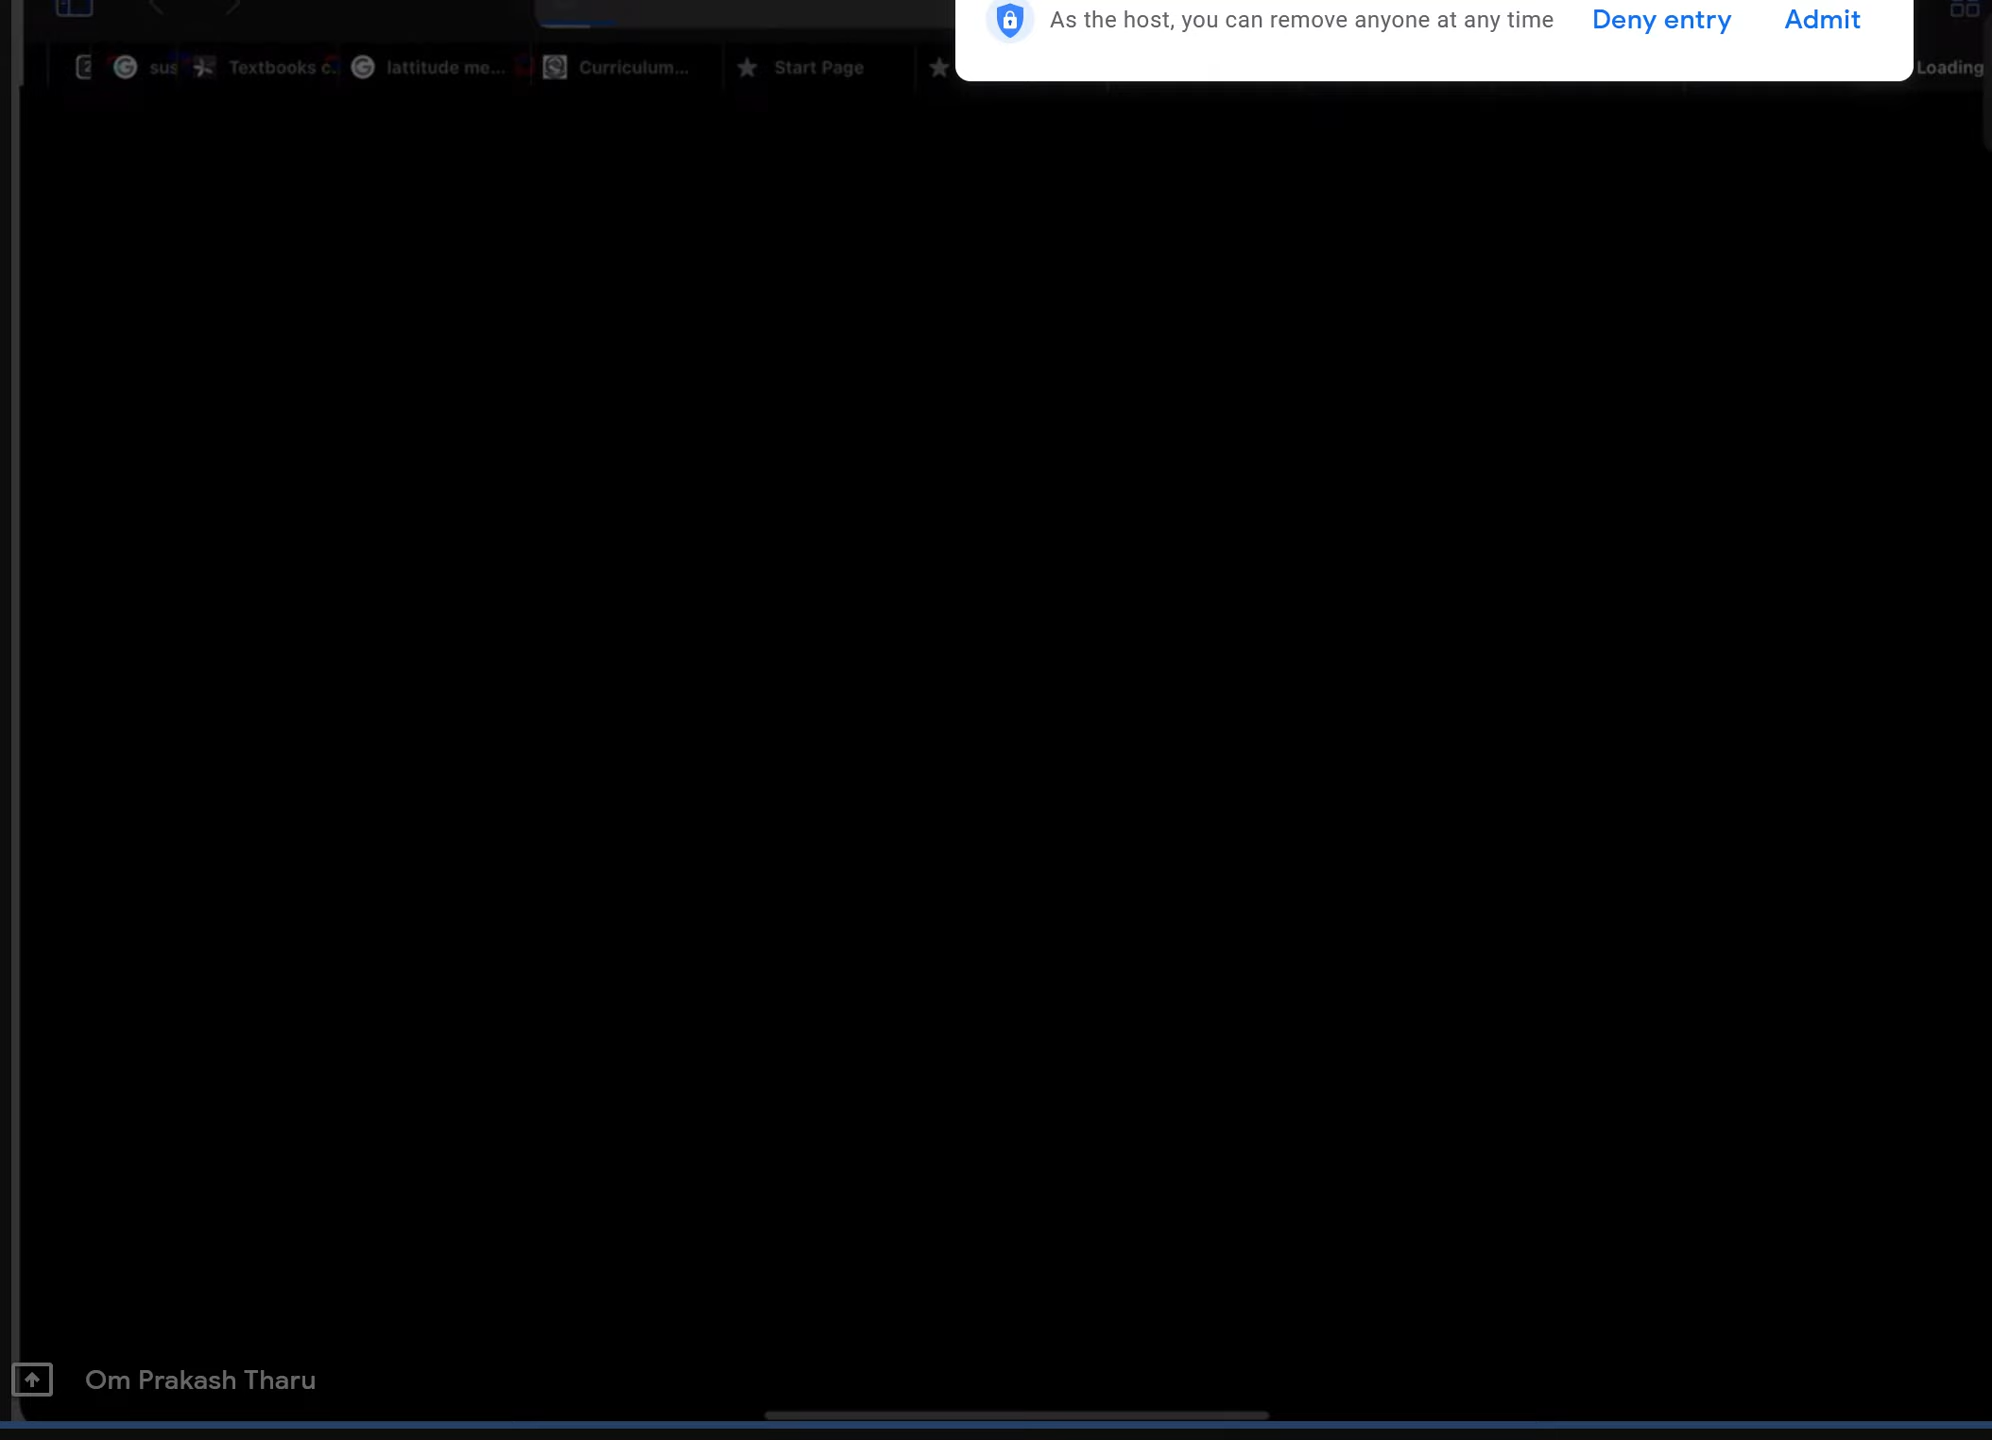 As the host, you can remove anyone at any time Deny entry Admit
sus Textbooks c. lattitude me... Curriculum... Start Page Loading
Om Prakash Tharu